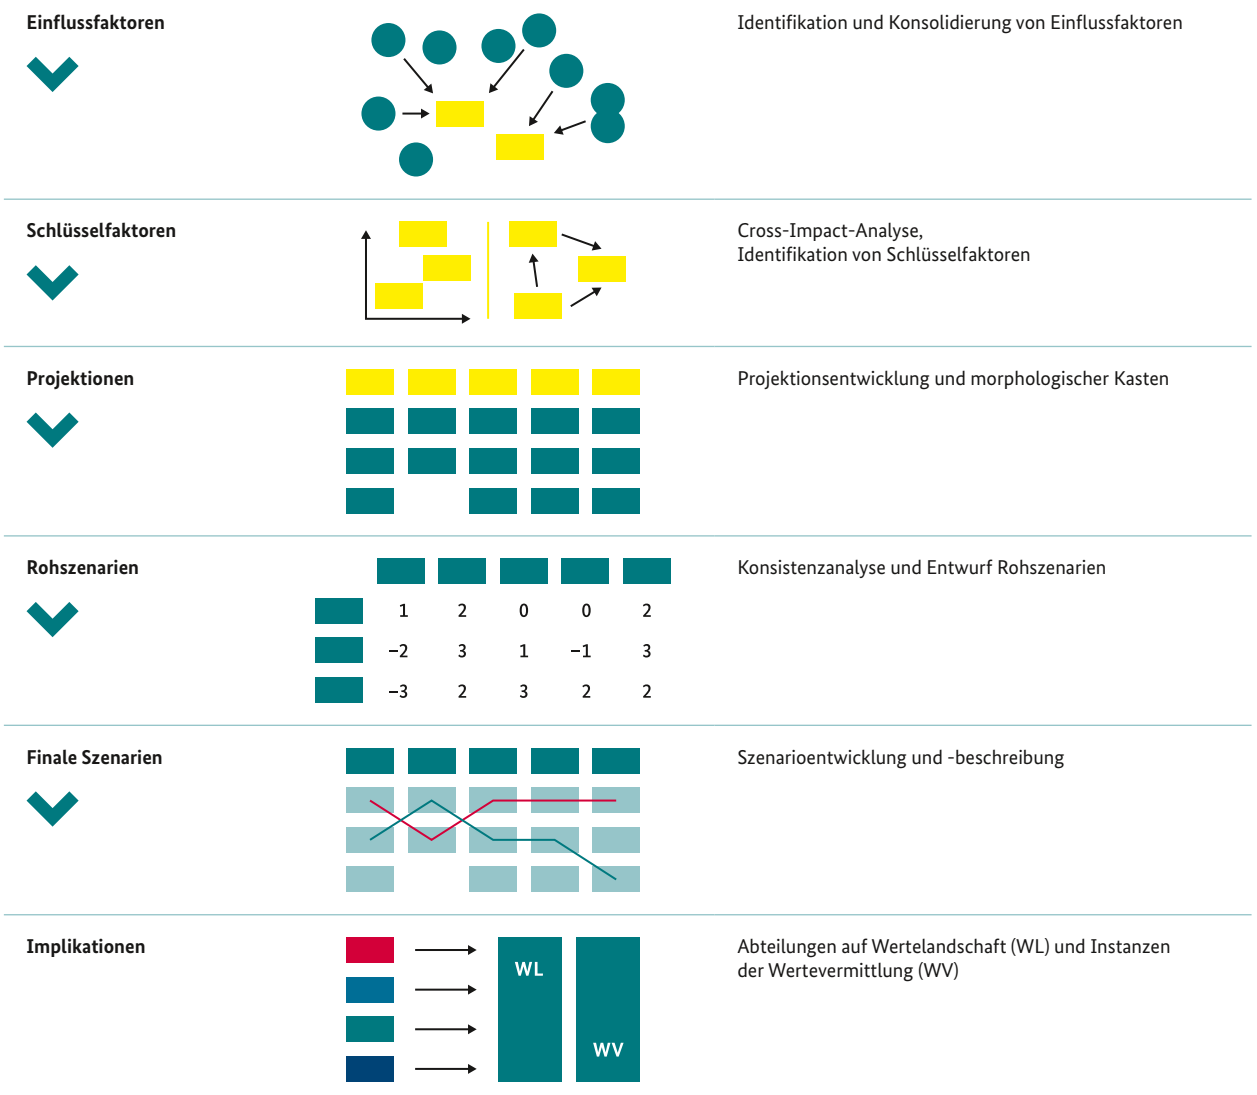 Einflussfaktoren
Identifikation und Konsolidierung von Einflussfaktoren
Schlüsselfaktoren
Cross-Impact-Analyse,
Identifikation von Schlüsselfaktoren
Projektionen
Projektionsentwicklung und morphologischer Kasten
Rohszenarien
Konsistenzanalyse und Entwurf Rohszenarien
1 2 0 0 2
−2 3 1 −1 3
−3 2 3 2 2
Finale Szenarien
Szenarioentwicklung und -beschreibung
Implikationen
Abteilungen auf Wertelandschaft (WL) und Instanzen
der Wertevermittlung (WV)
WL
WV